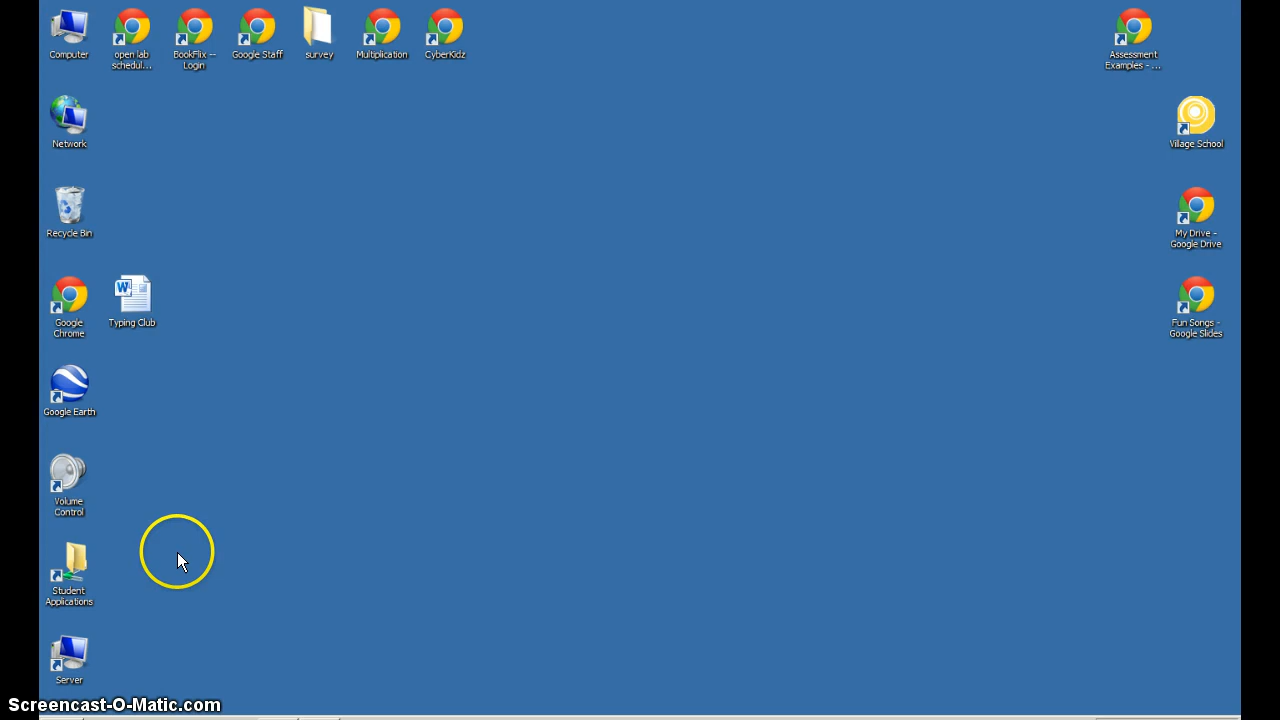 Computer
open lab
schedul...
BookFlix --
Login
Google Staff
survey
Multiplication
CyberKidz
Assessment
Examples - ...
Network
Village School
Recycle Bin
My Drive -
Google Drive
Google
Chrome
Typing Club
Fun Songs -
Google Slides
Google Earth
Volume
Control
Student
Applications
Server
Screencast-O-Matic.com